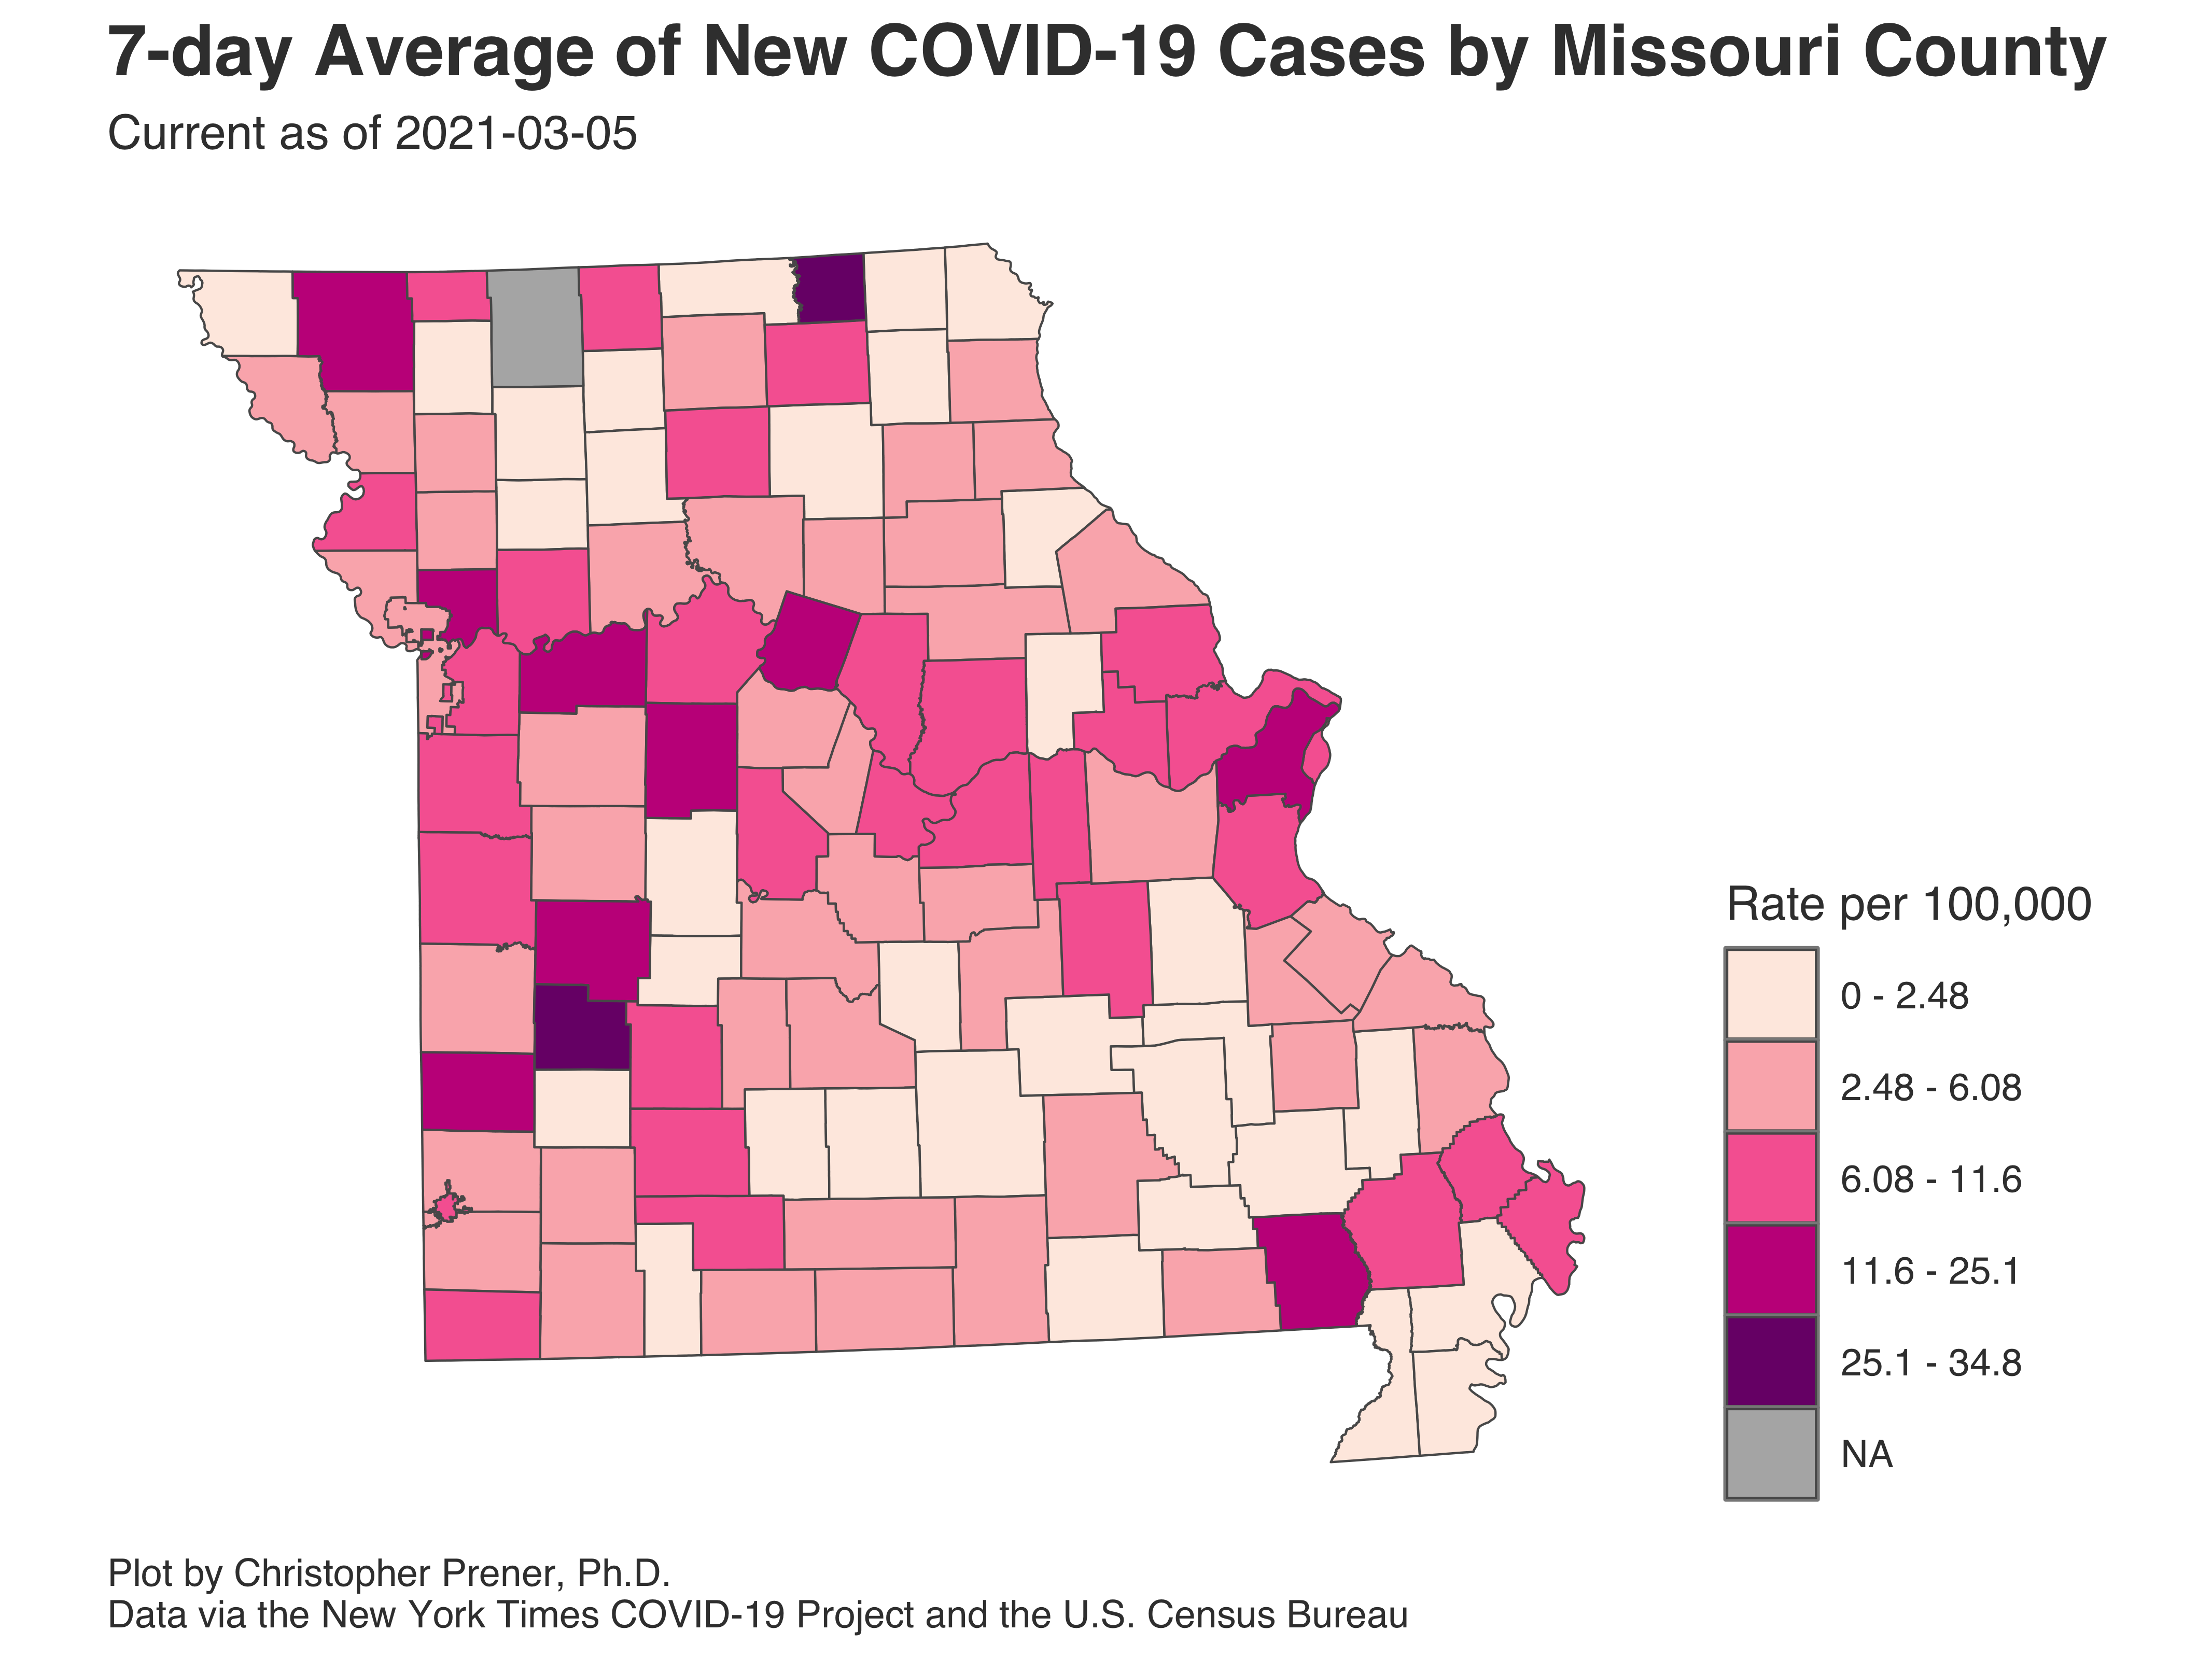 7-day Average of New COVID-19 Cases by Missouri County
Current as of 2021-03-05
Rate per 100,000
0 - 2.48
2.48 - 6.08
6.08 - 11.6
11.6 - 25.1
25.1 - 34.8
NA
Plot by Christopher Prener, Ph.D.
Data via the New York Times COVID-19 Project and the U.S. Census Bureau